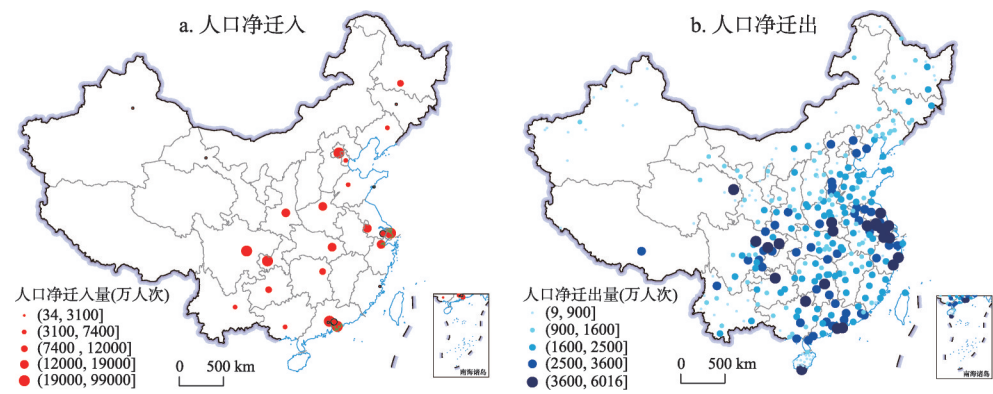 a. 人口净迁入
人口净迁入量(万人次)
(34, 3100]
(3100, 7400]
(7400 , 12000]
(12000, 19000]
(19000, 99000]
0 500 km
南海诸岛
b. 人口净迁出
人口净迁出量(万人次)
(9, 900]
(900, 1600]
(1600, 2500]
(2500, 3600]
(3600, 6016]
0 500 km
南海诸岛